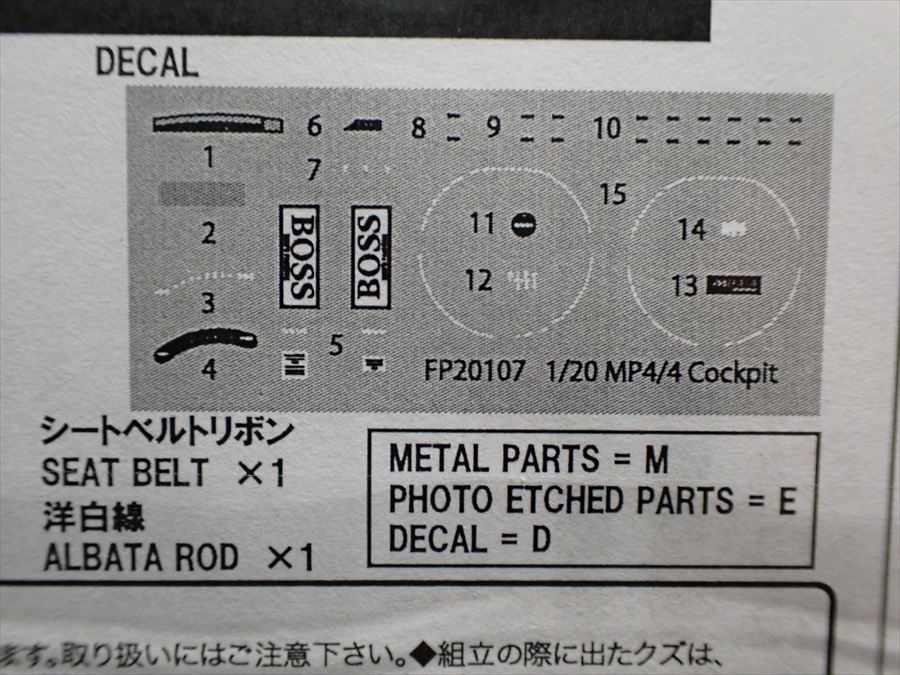 DECAL
1
6
8
9
10
7
2
BOSS
BOSS
11
15
14
12
13
3
5
4
FP20107 1/20 MP4/4 Cockpit
シートベルトリボン
SEAT BELT ×1
洋白線
ALBATA ROD ×1
METAL PARTS = M
PHOTO ETCHED PARTS = E
DECAL = D
ます。取り扱いにはご注意下さい。◆組立の際に出たクズは、